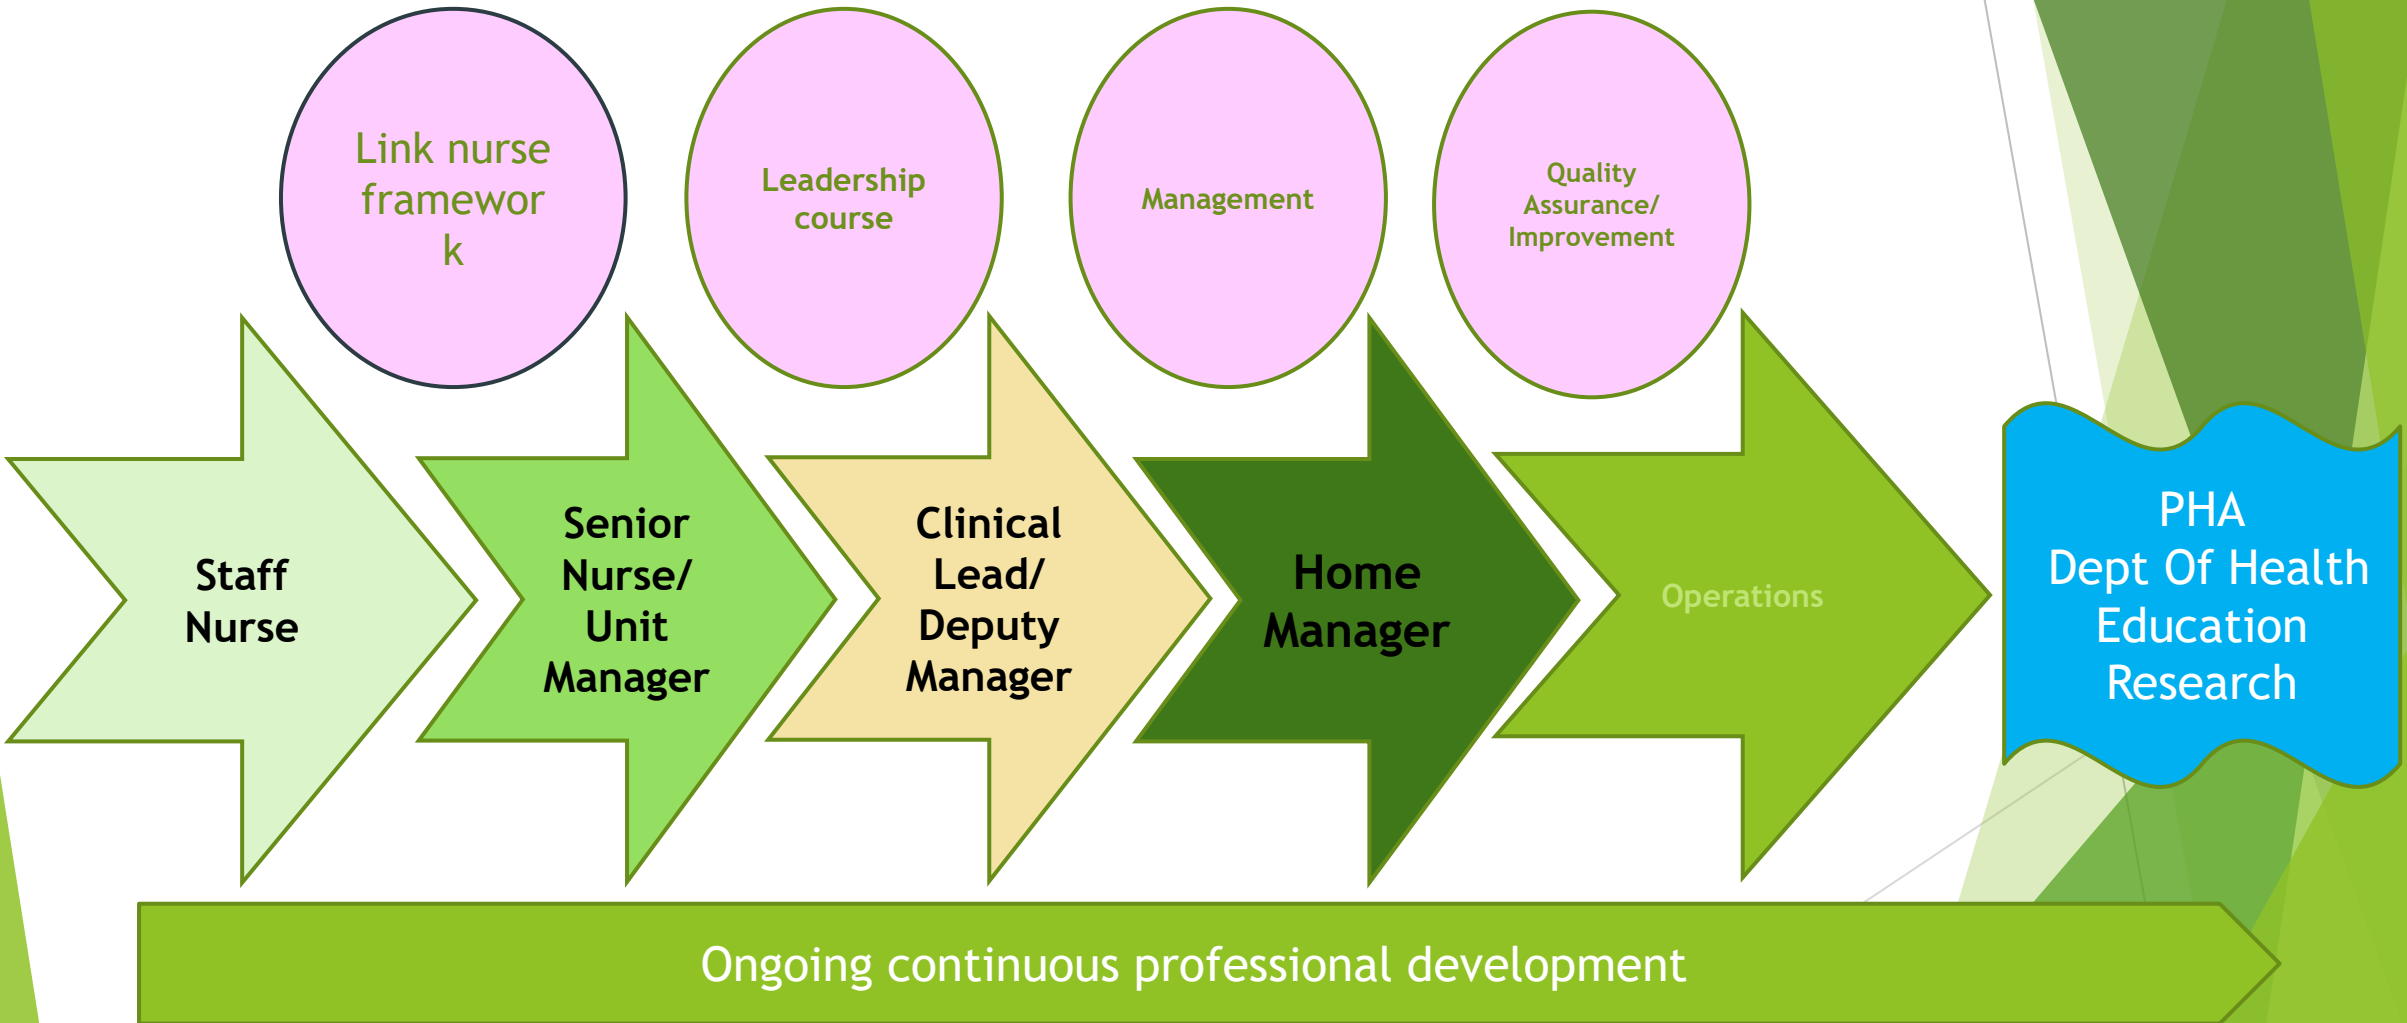 Link nurse
framewor
k
Leadership
course
Management
Quality
Assurance/
Improvement
Staff
Nurse
Senior
Nurse/
Unit
Manager
Clinical
Lead/
Deputy
Manager
Home
Manager
Operations
PHA
Dept Of Health
Education
Research
Ongoing continuous professional development